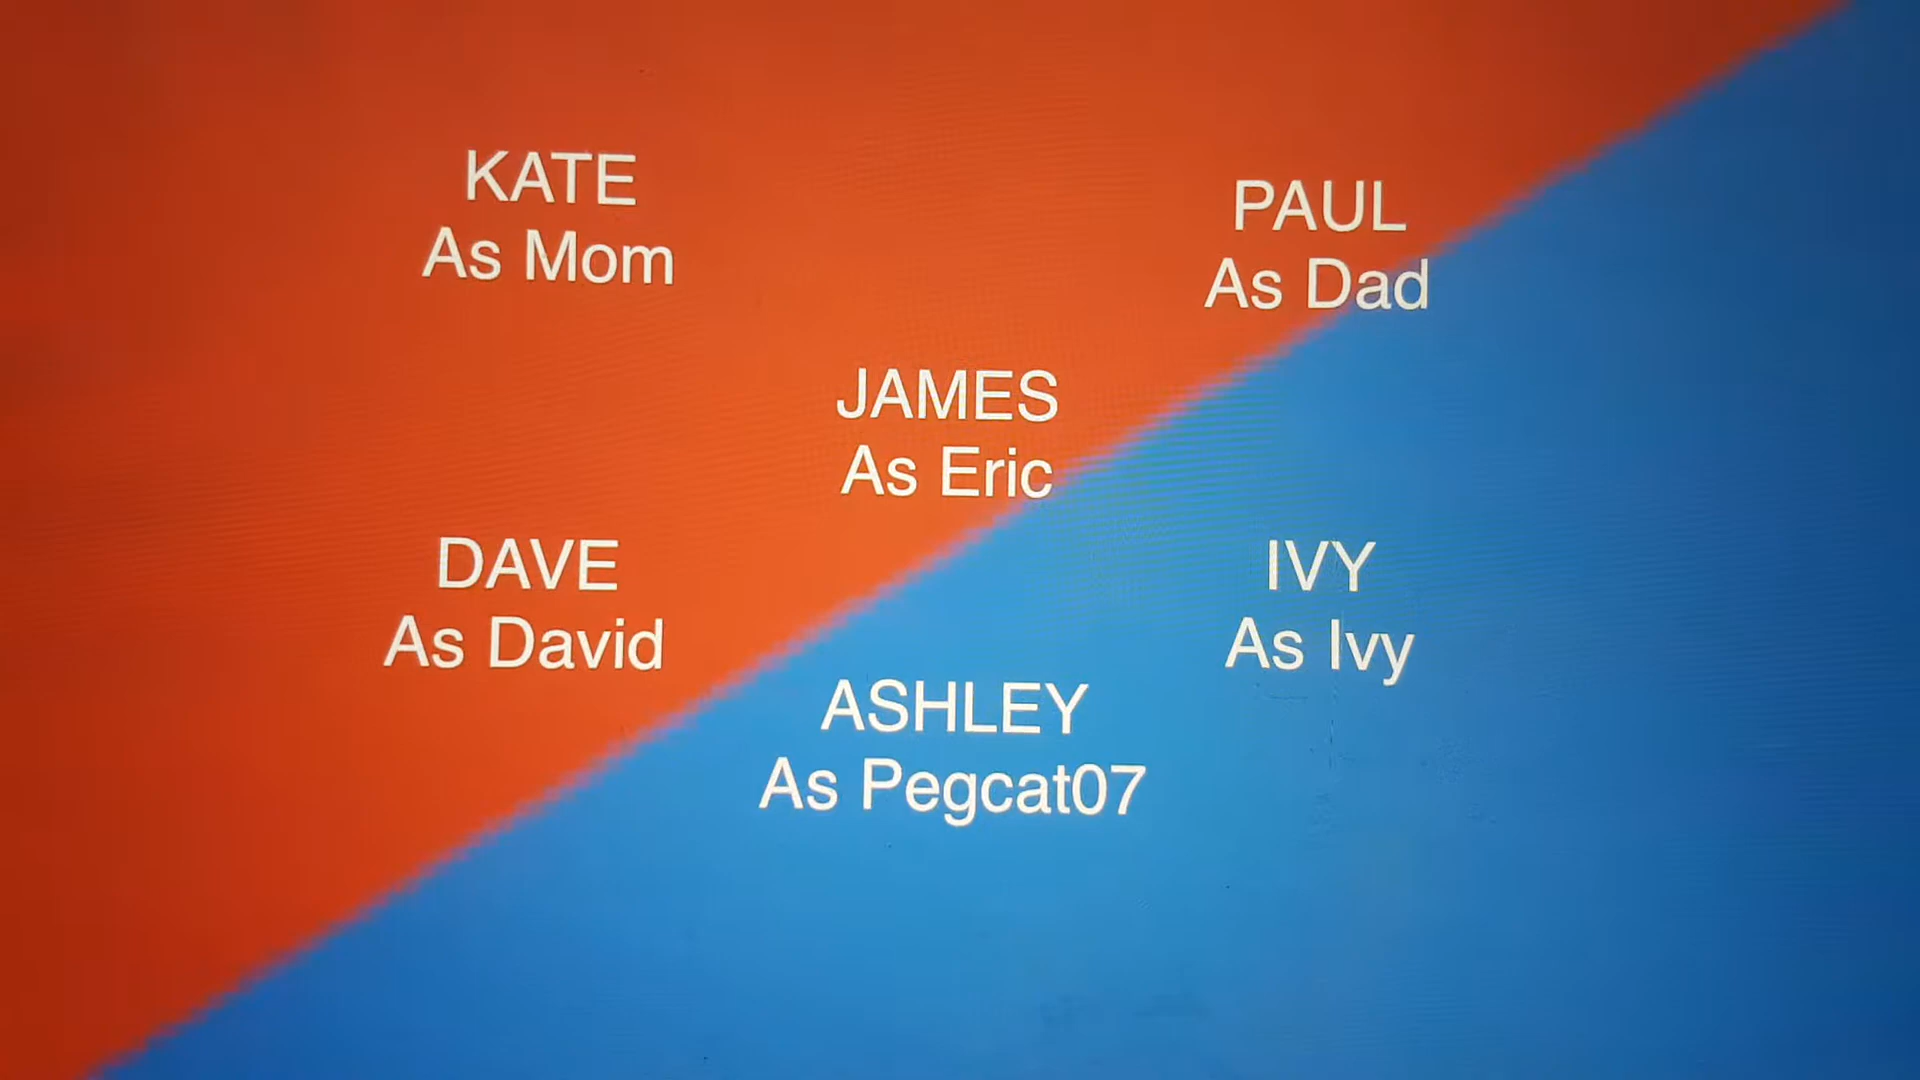 KATE
As Mom
PAUL
As Dad
JAMES
As Eric
DAVE
As David
IVY
As Ivy
ASHLEY
As Pegcat07